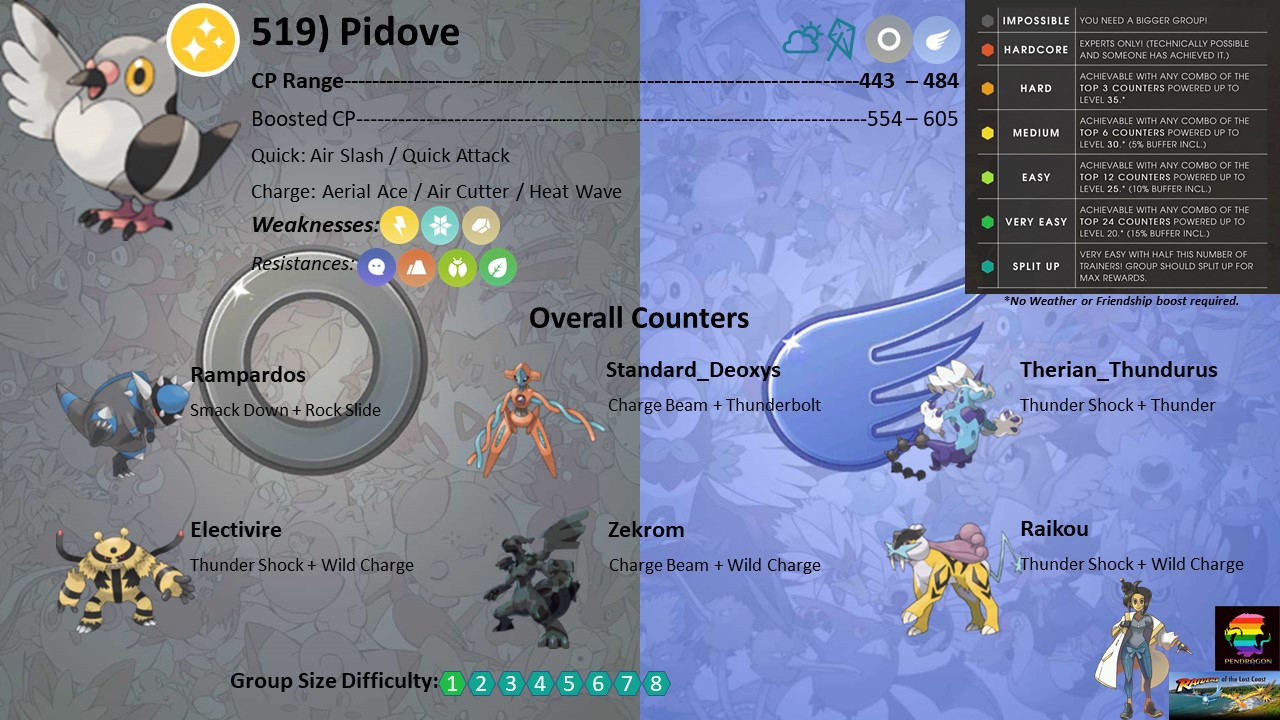 519) Pidove
CP Range---443 – 484
Boosted CP---554 – 605
Quick: Air Slash / Quick Attack
Charge: Aerial Ace / Air Cutter / Heat Wave
Weaknesses:
Resistances:
IMPOSSIBLE YOU NEED A BIGGER GROUP!
HARDCORE EXPERTS ONLY! (TECHNICALLY POSSIBLE
AND SOMEONE HAS ACHIEVED IT.)
HARD ACHIEVABLE WITH ANY COMBO OF THE
TOP 3 COUNTERS POWERED UP TO
LEVEL 35.*
MEDIUM ACHIEVABLE WITH ANY COMBO OF THE
TOP 6 COUNTERS POWERED UP TO
LEVEL 30.* (5% BUFFER INCL.)
EASY ACHIEVABLE WITH ANY COMBO OF THE
TOP 12 COUNTERS POWERED UP TO
LEVEL 25.* (10% BUFFER INCL.)
VERY EASY ACHIEVABLE WITH ANY COMBO OF THE
TOP 24 COUNTERS POWERED UP TO
LEVEL 20.* (15% BUFFER INCL.)
SPLIT UP VERY EASY WITH HALF THIS NUMBER OF
TRAINERS! GROUP SHOULD SPLIT UP FOR
MAX REWARDS.
*No Weather or Friendship boost required.
Overall Counters
Rampardos
Smack Down + Rock Slide
Standard_Deoxys
Charge Beam + Thunderbolt
Therian_Thundurus
Thunder Shock + Thunder
Electivire
Thunder Shock + Wild Charge
Zekrom
Charge Beam + Wild Charge
Raikou
Thunder Shock + Wild Charge
Group Size Difficulty: 1 2 3 4 5 6 7 8
PENDRAGON
RAIDERS of the Lost Coast